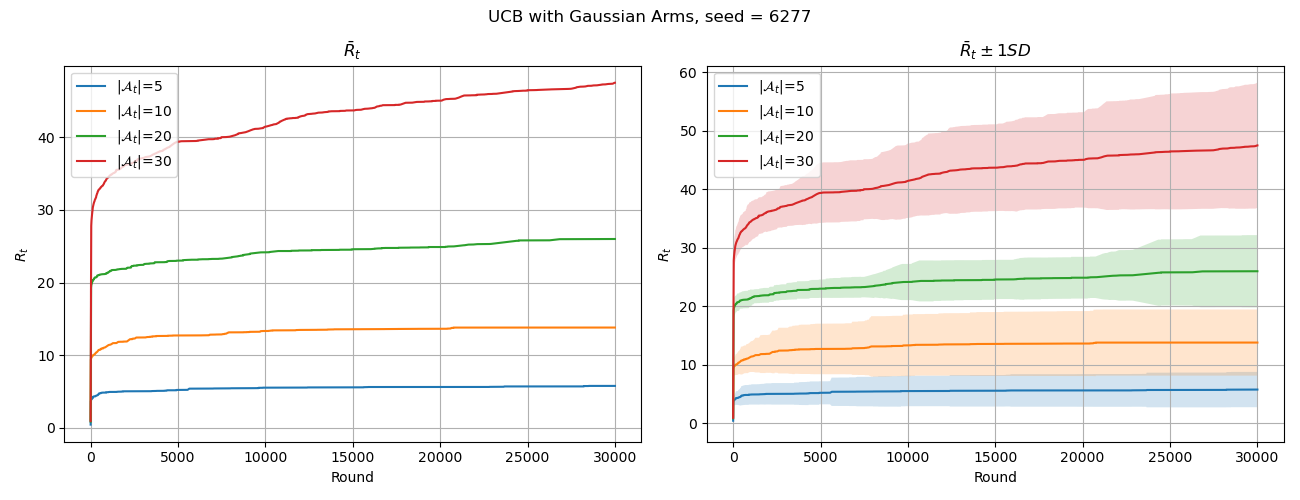 UCB with Gaussian Arms, seed = 6277
R̄ₜ
|𝒜ₜ|=5
|𝒜ₜ|=10
|𝒜ₜ|=20
|𝒜ₜ|=30
Rₜ
40
30
20
10
0
0 5000 10000 15000 20000 25000 30000
Round
R̄ₜ ± 1SD
|𝒜ₜ|=5
|𝒜ₜ|=10
|𝒜ₜ|=20
|𝒜ₜ|=30
Rₜ
60
50
40
30
20
10
0
0 5000 10000 15000 20000 25000 30000
Round